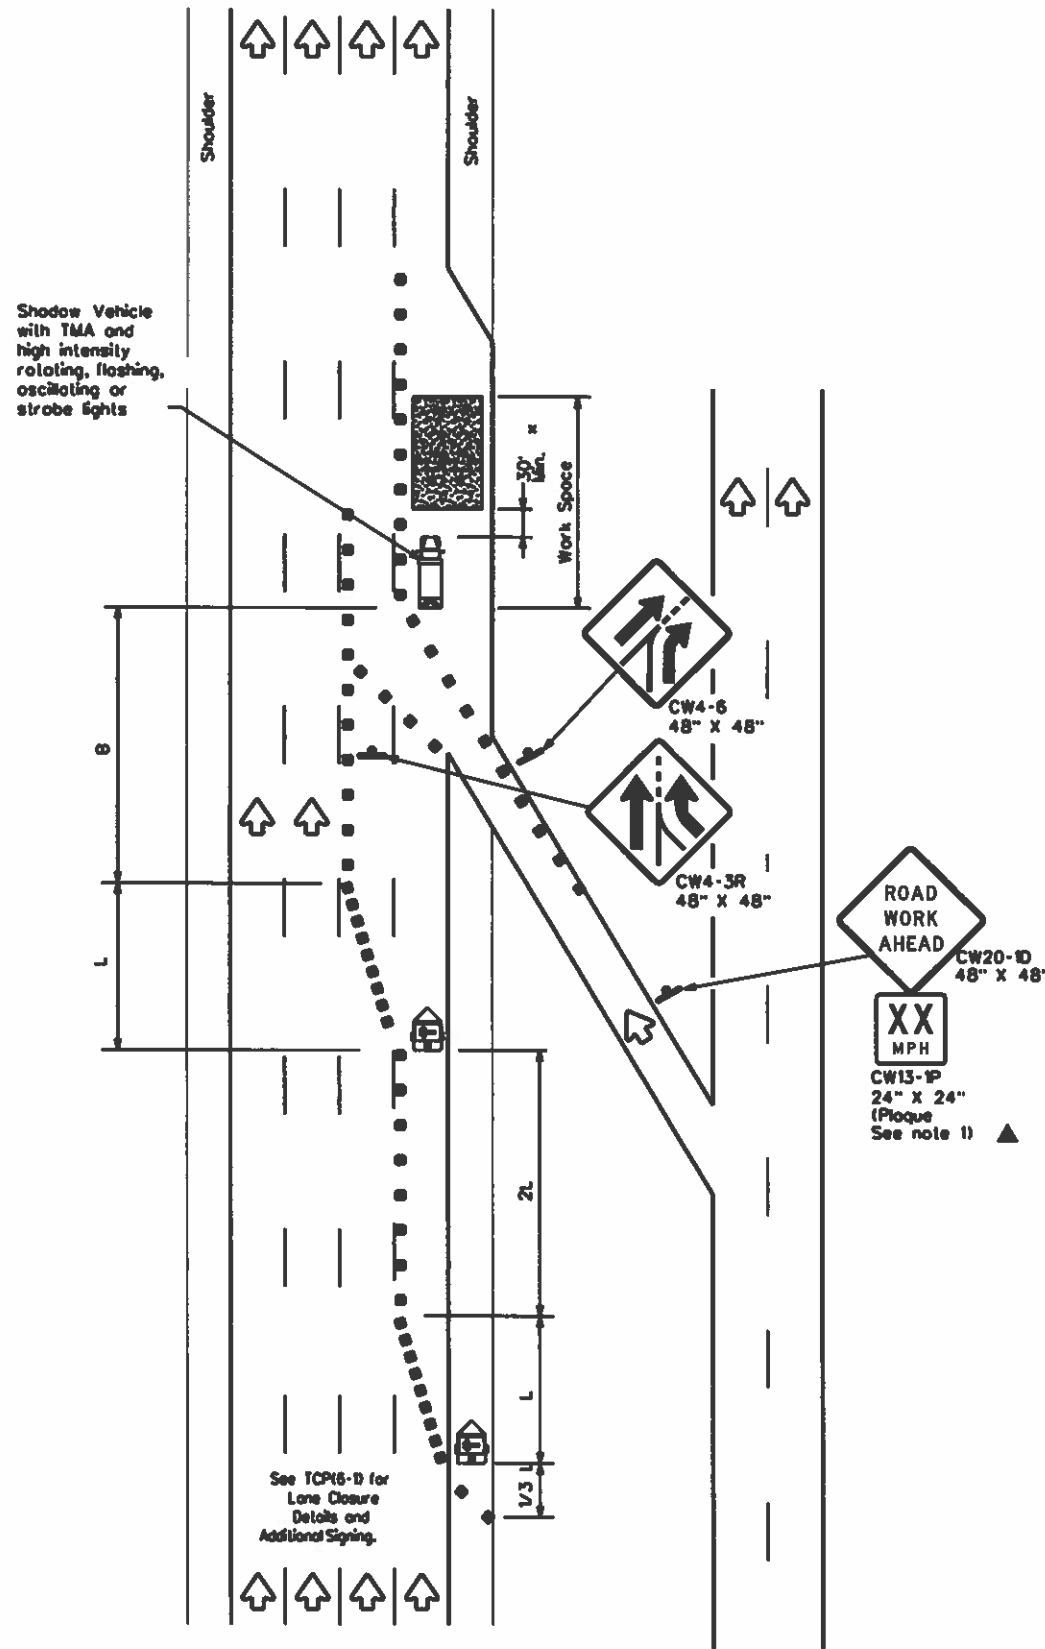 Shoulder
Shoulder
Shadow Vehicle
with TMA and
high intensity
rotating, flashing,
oscillating or
strobe lights
30'
Min.
Work Space
CW4-6
48" X 48"
B
CW4-3R
48" X 48"
ROAD
WORK
AHEAD
CW20-1D
48" X 48"
XX
MPH
CW13-1P
24" X 24"
(Plaque
See note 1)
L
2L
L
1/3 L
See TCP(6-1) for
Lane Closure
Details and
Additional Signing.